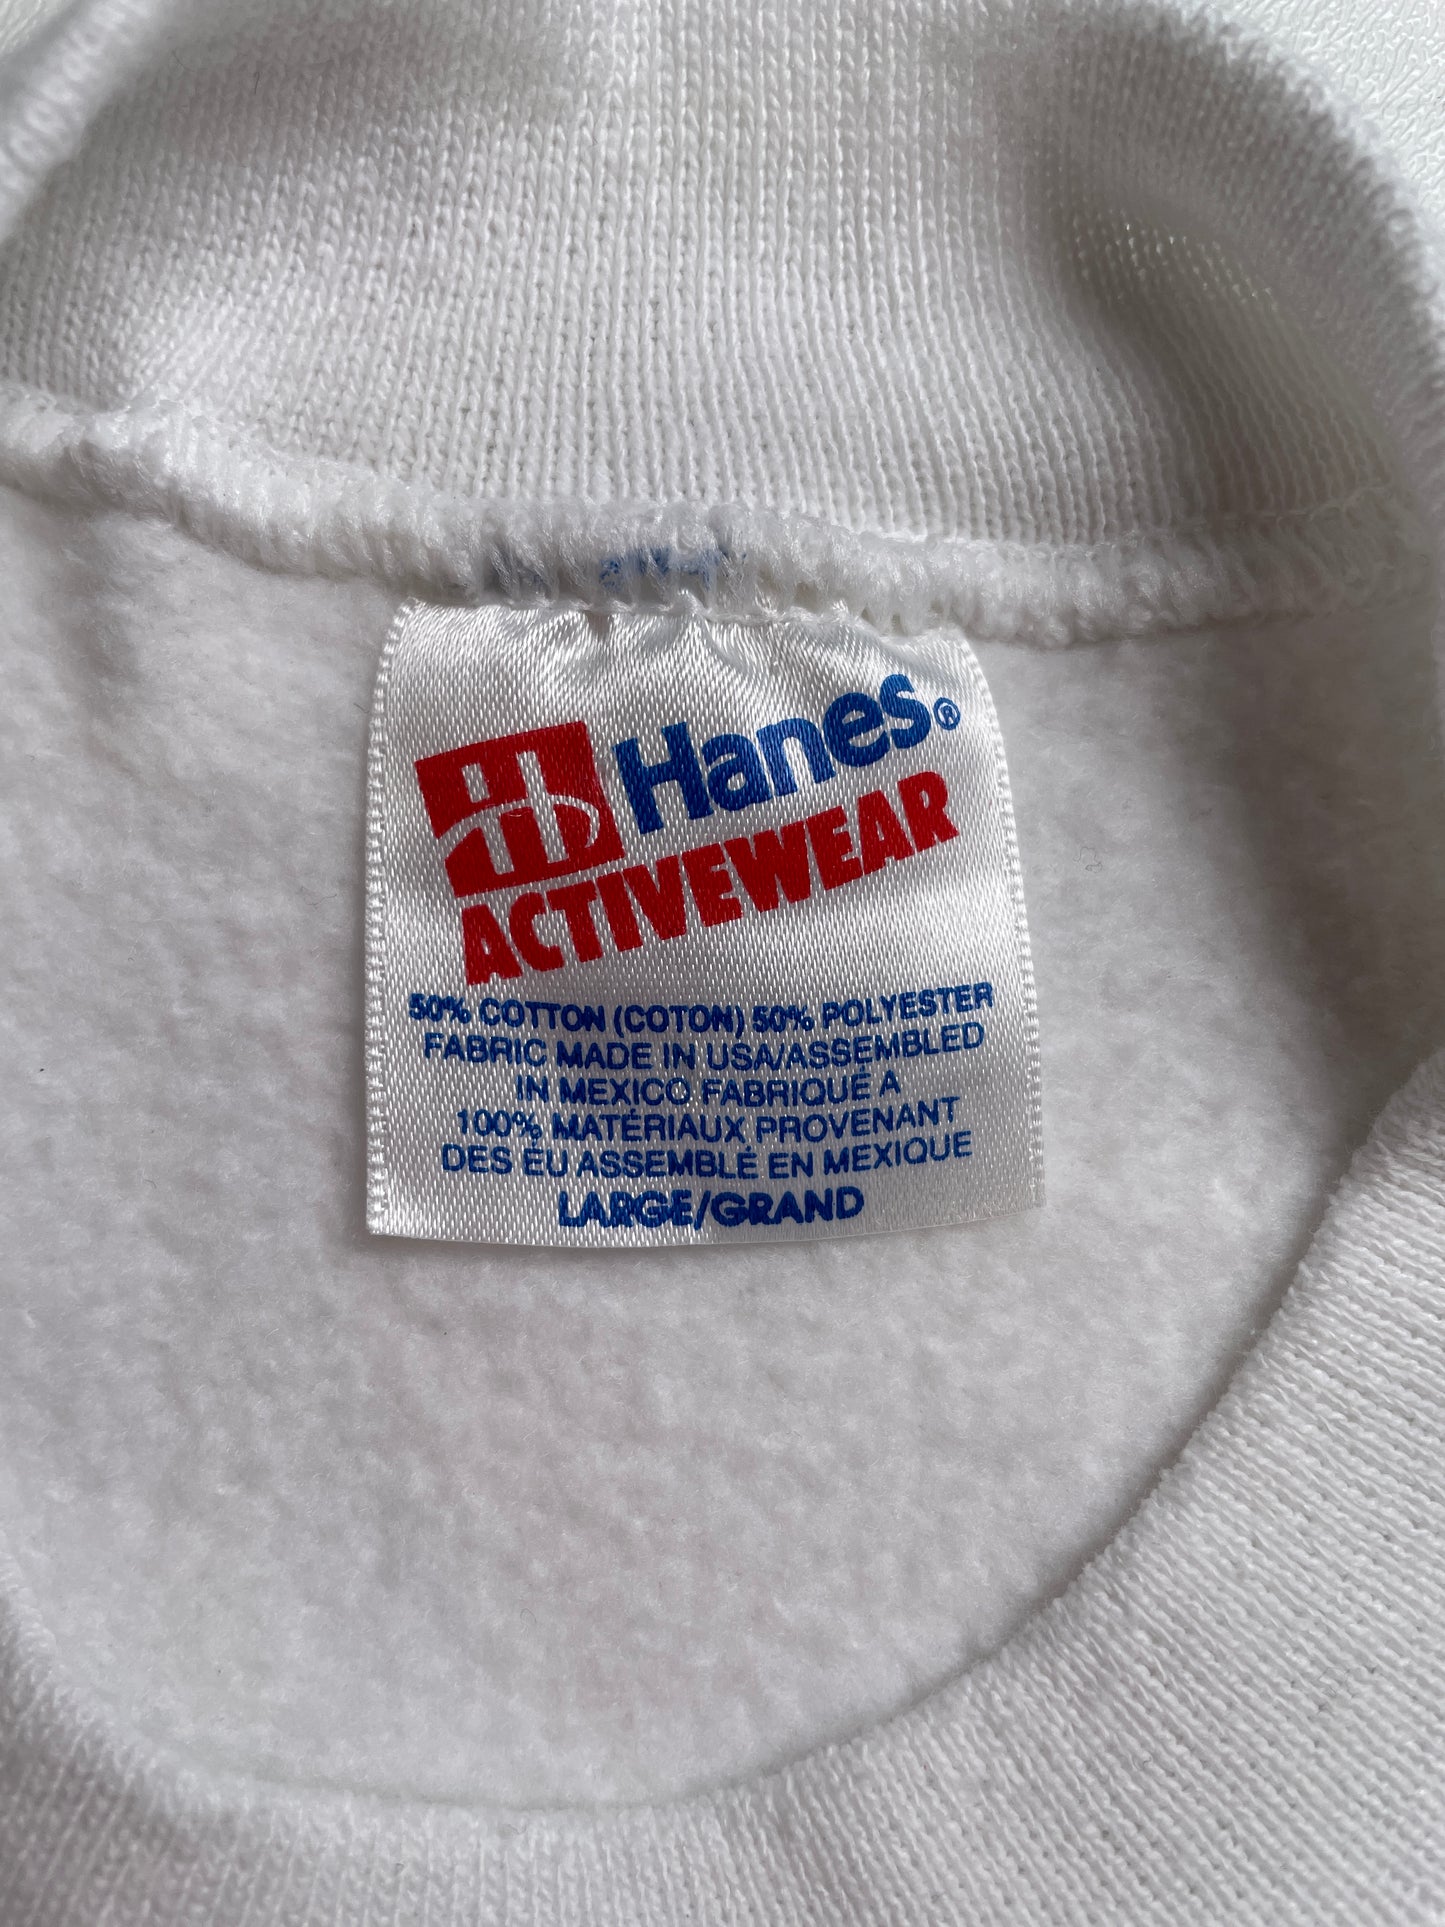 Hanes®
ACTIVEWEAR
50% COTTON (COTON) 50% POLYESTER
FABRIC MADE IN USA/ASSEMBLED
IN MEXICO FABRIQUÉ A
100% MATÉRIAUX PROVENANT
DES EU ASSEMBLÉ EN MEXIQUE
LARGE/GRAND